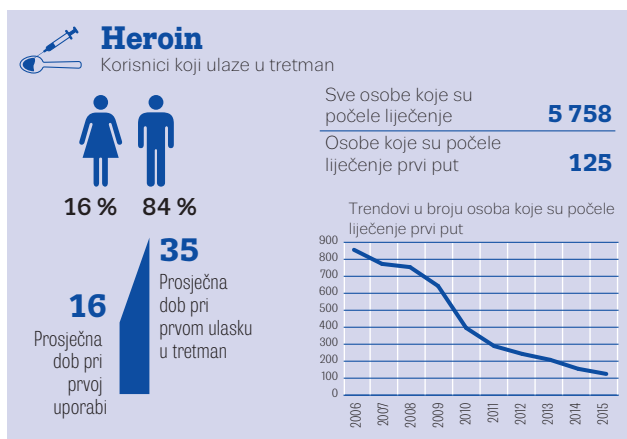 Heroin
Korisnici koji ulaze u tretman
16 %
84 %
16
Prosječna
dob pri
prvoj
uporabi
35
Prosječna
dob pri
prvom ulasku
u tretman
Sve osobe koje su
počele liječenje
5 758
Osobe koje su počele
liječenje prvi put
125
Trendovi u broju osoba koje su počele
liječenje prvi put
900
800
700
600
500
400
300
200
100
0
2006
2007
2008
2009
2010
2011
2012
2013
2014
2015